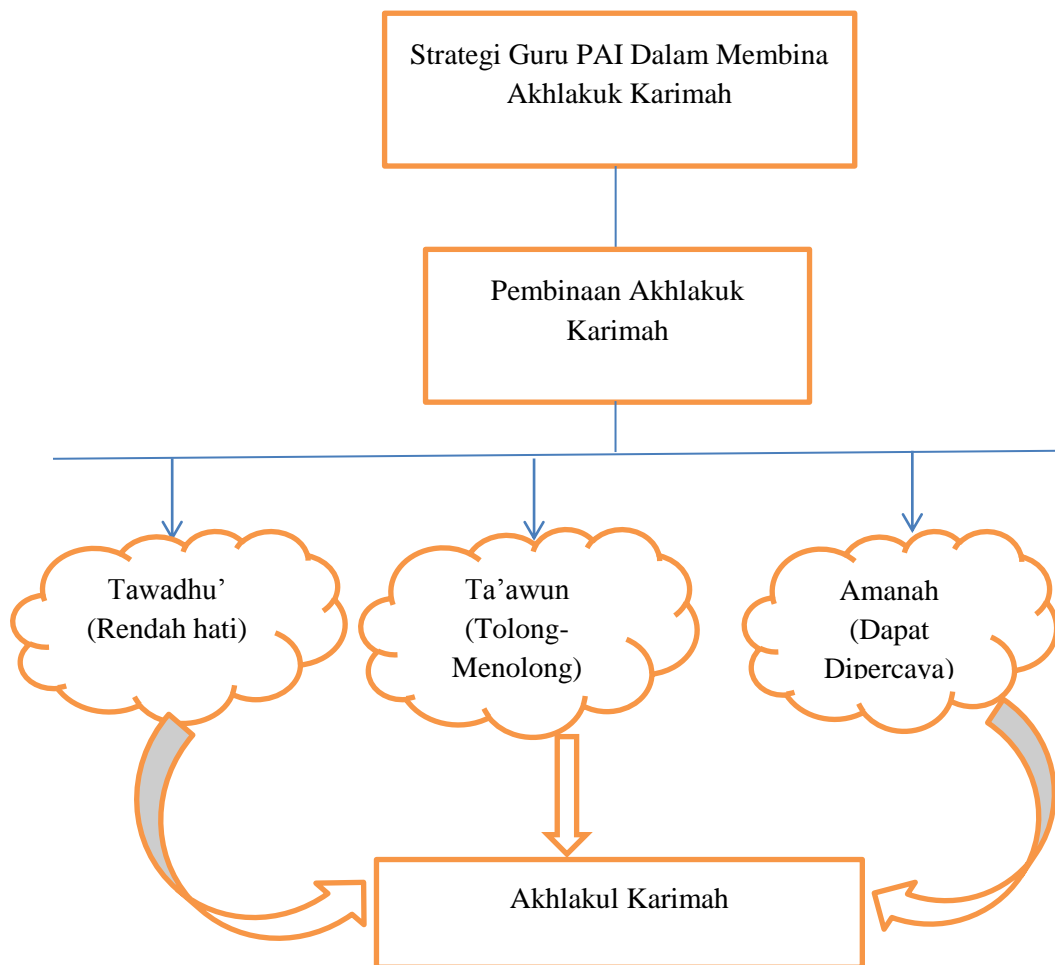 Strategi Guru PAI Dalam Membina
Akhlakuk Karimah
Pembinaan Akhlakuk
Karimah
Tawadhu’
(Rendah hati)
Ta’awun
(Tolong-
Menolong)
Amanah
(Dapat
Dipercaya)
Akhlakul Karimah